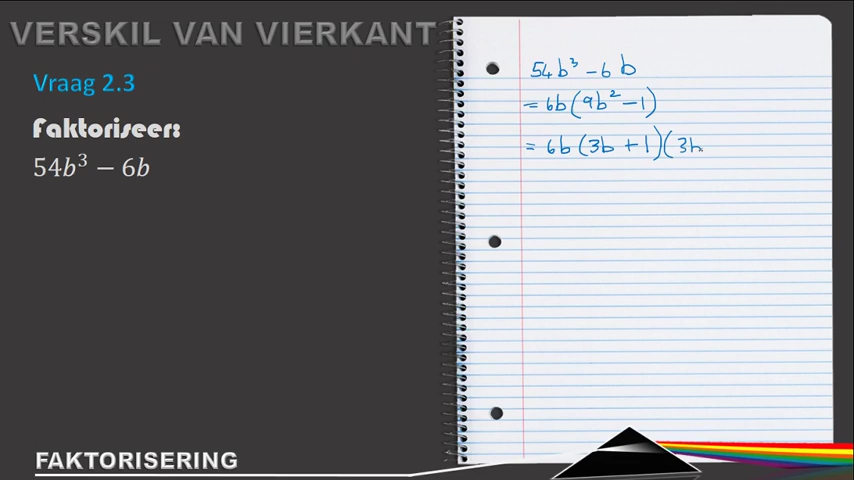 VERSKIL VAN VIERKANT
Vraag 2.3
Faktoriseer:
54b³ − 6b
54b³ − 6b
= 6b(9b² − 1)
= 6b(3b + 1)(3b
FAKTORISERING